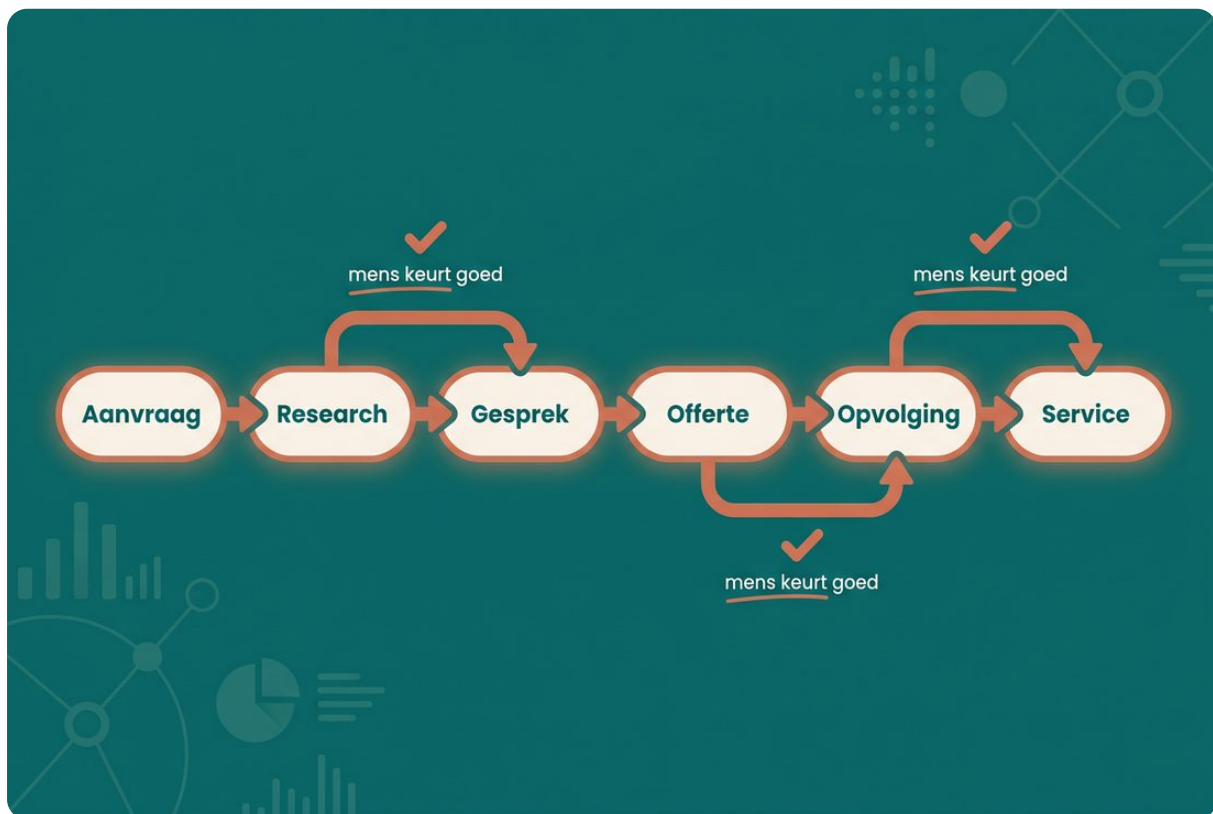 mens keurt goed
mens keurt goed
Aanvraag
Research
Gesprek
Offerte
Opvolging
Service
mens keurt goed